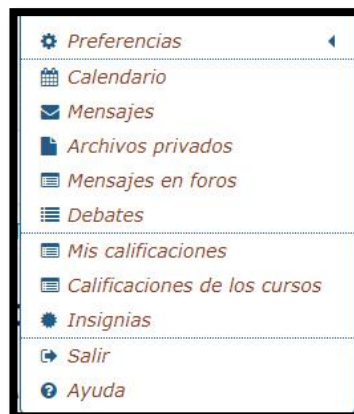 Preferencias
Calendario
Mensajes
Archivos privados
Mensajes en foros
Debates
Mis calificaciones
Calificaciones de los cursos
Insignias
Salir
Ayuda